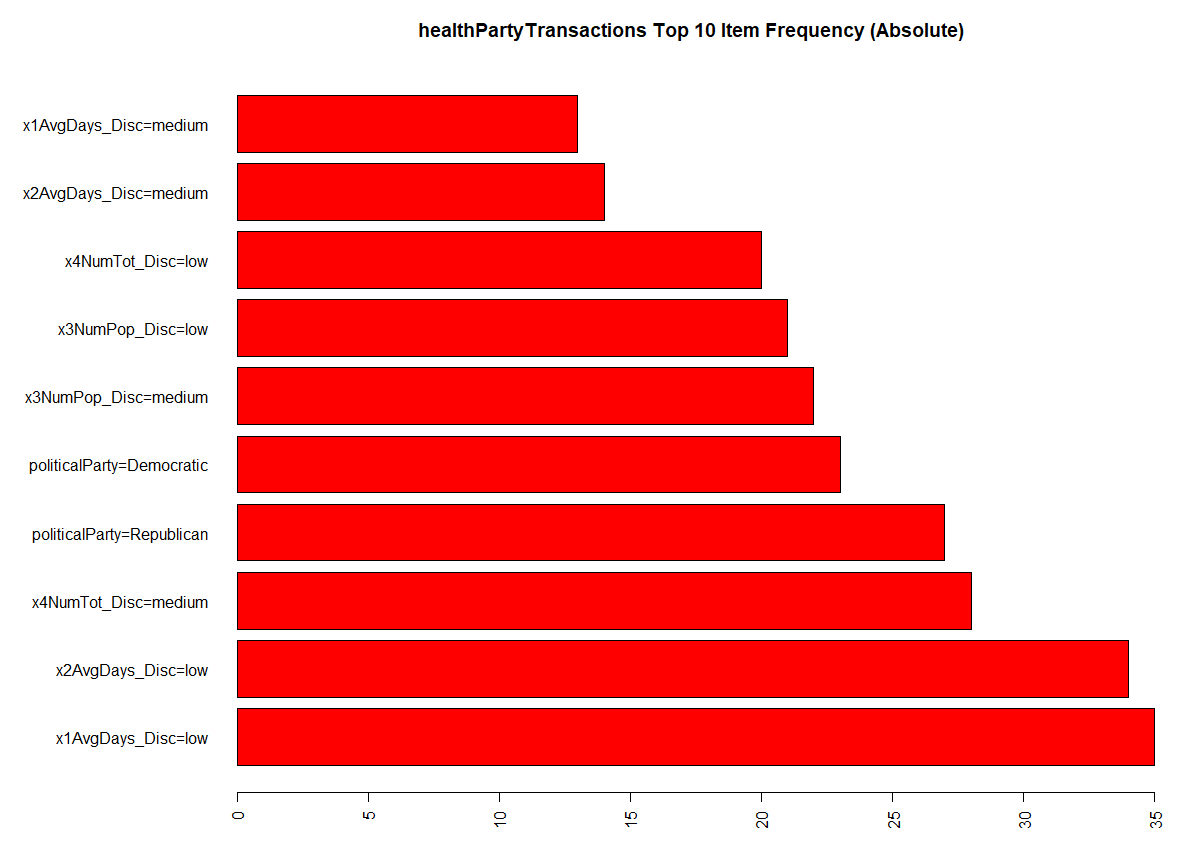 healthPartyTransactions Top 10 Item Frequency (Absolute)
x1AvgDays_Disc=medium
x2AvgDays_Disc=medium
x4NumTot_Disc=low
x3NumPop_Disc=low
x3NumPop_Disc=medium
politicalParty=Democratic
politicalParty=Republican
x4NumTot_Disc=medium
x2AvgDays_Disc=low
x1AvgDays_Disc=low
0 5 10 15 20 25 30 35